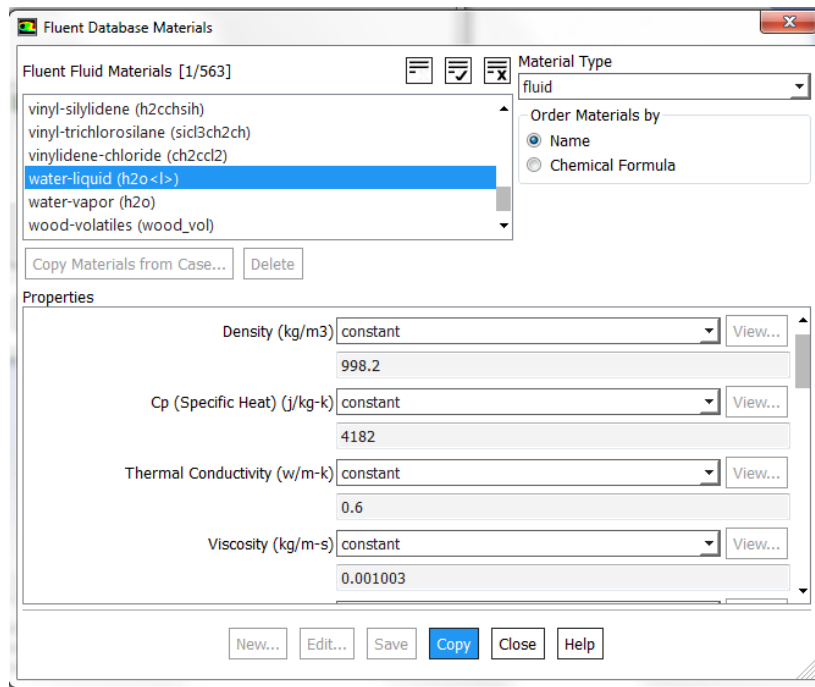 Fluent Database Materials
Fluent Fluid Materials [1/563]
vinyl-silylidene (h2cchsih)
vinyl-trichlorosilane (sicl3ch2ch)
vinylidene-chloride (ch2ccl2)
water-liquid (h2o<l>)
water-vapor (h2o)
wood-volatiles (wood_vol)
Material Type
fluid
Order Materials by
Name
Chemical Formula
Copy Materials from Case... Delete
Properties
Density (kg/m3) constant View...
998.2
Cp (Specific Heat) (j/kg-k) constant View...
4182
Thermal Conductivity (w/m-k) constant View...
0.6
Viscosity (kg/m-s) constant View...
0.001003
New... Edit... Save Copy Close Help